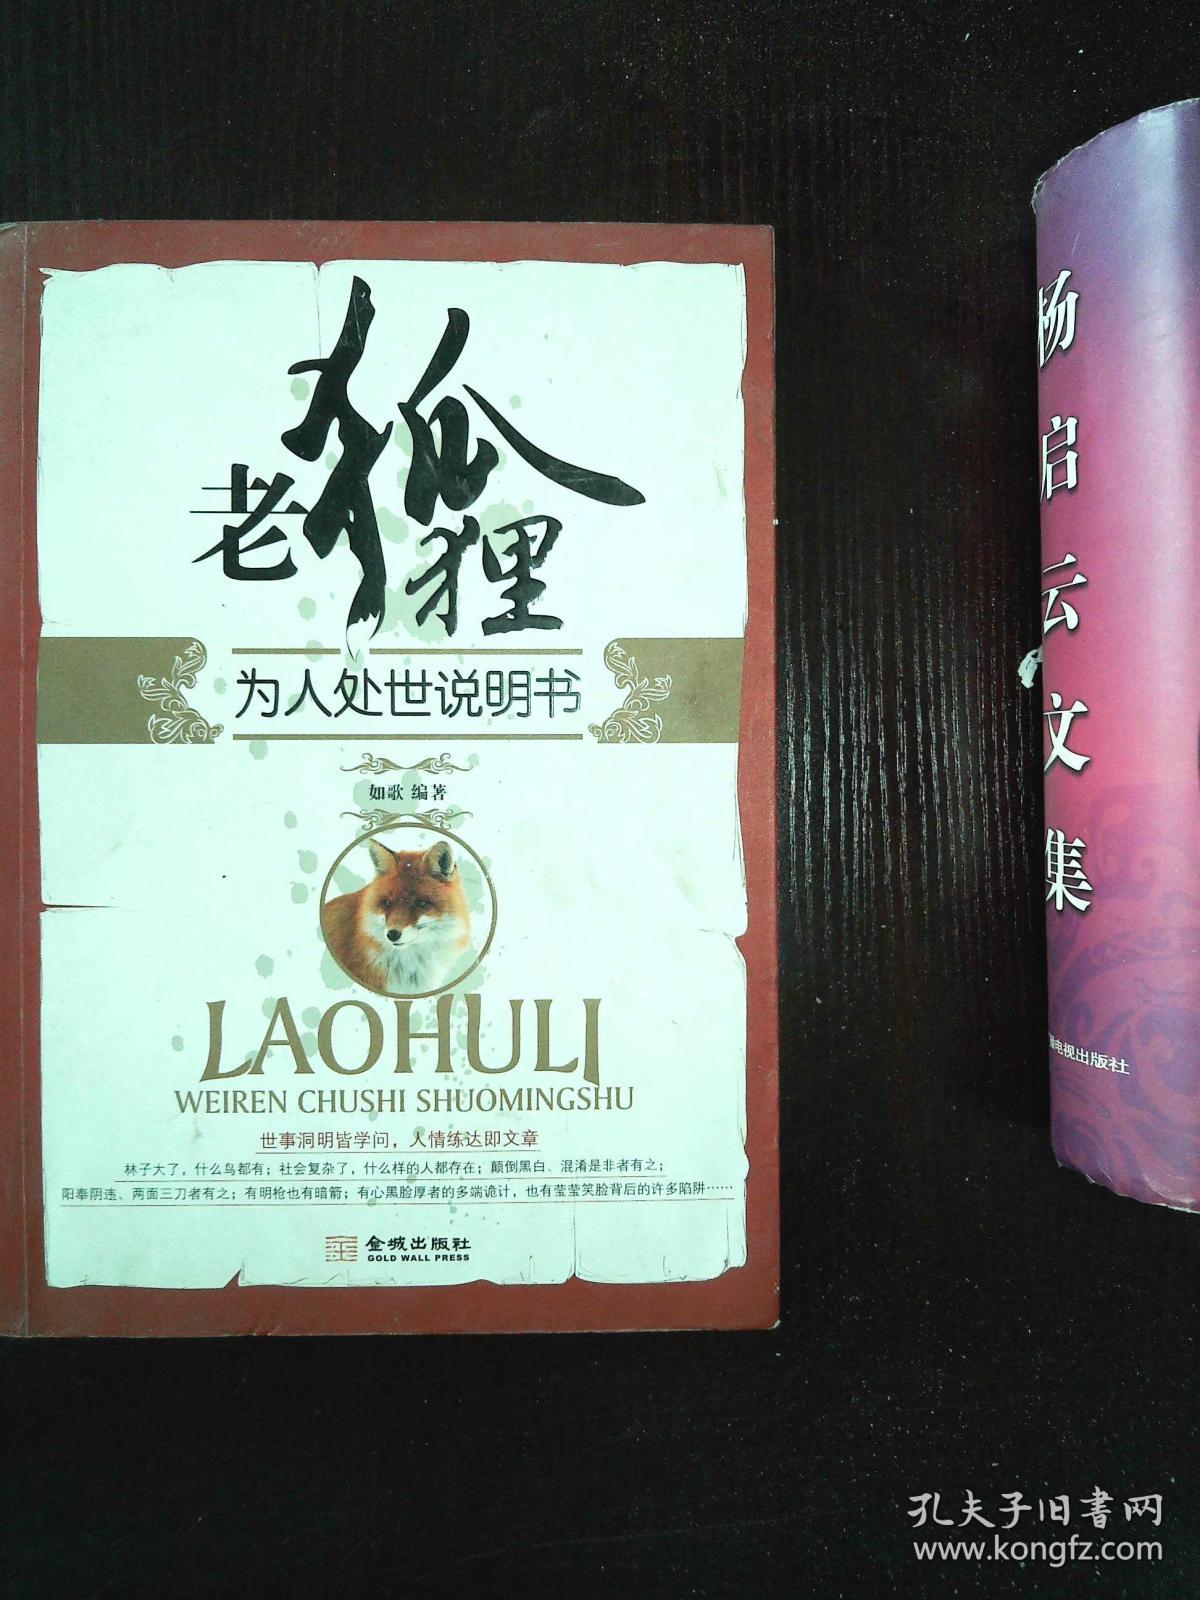 老狐狸
为人处世说明书
如歌 编著
LAOHULI
WEIREN CHUSHI SHUOMINGSHU
世事洞明皆学问，人情练达即文章
林子大了，什么鸟都有；社会复杂了，什么样的人都存在；颠倒黑白、混淆是非者有之；
阳奉阴违、两面三刀者有之；有明枪也有暗箭；有心黑脸厚者的多端诡计，也有莹莹笑脸背后的许多陷阱……
金城出版社
GOLD WALL PRESS
杨启云文集
电视出版社
孔夫子旧书网
www.kongfz.com